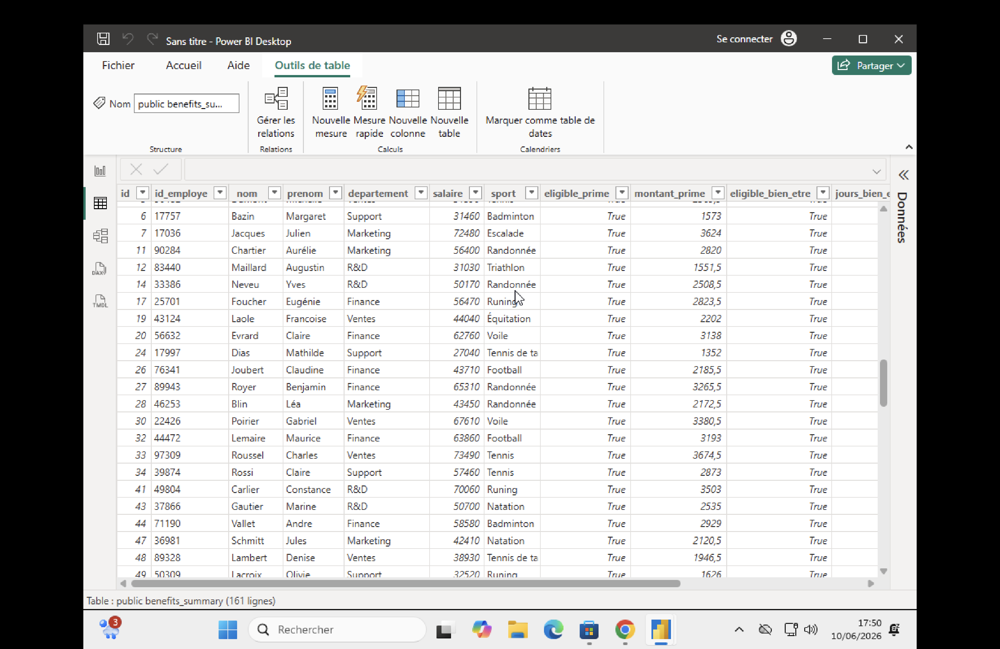 Sans titre - Power BI Desktop
Se connecter
Fichier Accueil Aide Outils de table
Partager
Nom public benefits_su...
Gérer les relations
Nouvelle mesure
Mesure rapide
Nouvelle colonne
Nouvelle table
Marquer comme table de dates
Structure Relations Calculs Calendriers
DAX
TMDL
Données
id id_employe nom prenom departement salaire sport eligible_prime montant_prime eligible_bien_etre jours_bien_e
6 17757 Bazin Margaret Support 31460 Badminton True 1573 True
7 17036 Jacques Julien Marketing 72480 Escalade True 3624 True
11 90284 Chartier Aurélie Marketing 56400 Randonnée True 2820 True
12 83440 Maillard Augustin R&D 31030 Triathlon True 1551,5 True
14 33386 Neveu Yves R&D 50170 Randonnée True 2508,5 True
17 25701 Foucher Eugénie Finance 56470 Runing True 2823,5 True
19 43124 Laole Francoise Ventes 44040 Équitation True 2202 True
20 56632 Evrard Claire Finance 62760 Voile True 3138 True
24 17997 Dias Mathilde Support 27040 Tennis de ta True 1352 True
26 76341 Joubert Claudine Finance 43710 Football True 2185,5 True
27 89943 Royer Benjamin Finance 65310 Randonnée True 3265,5 True
28 46253 Blin Léa Marketing 43450 Randonnée True 2172,5 True
30 22426 Poirier Gabriel Ventes 67610 Voile True 3380,5 True
32 44472 Lemaire Maurice Finance 63860 Football True 3193 True
33 97309 Roussel Charles Ventes 73490 Tennis True 3674,5 True
34 39874 Rossi Claire Support 57460 Tennis True 2873 True
41 49804 Carlier Constance R&D 70060 Runing True 3503 True
43 37866 Gautier Marine R&D 50700 Natation True 2535 True
44 71190 Vallet Andre Finance 58580 Badminton True 2929 True
47 36981 Schmitt Jules Marketing 42410 Natation True 2120,5 True
48 89328 Lambert Denise Ventes 38930 Tennis de ta True 1946,5 True
49 50309 Lacroix Olivie Support 32520 Runing True 1626 True
Table : public benefits_summary (161 lignes)
3
Rechercher
17:50
10/06/2026